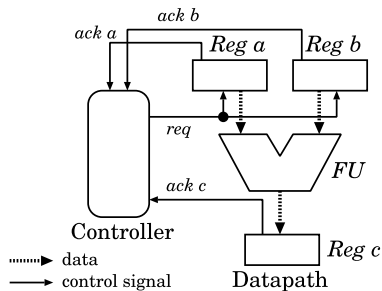 ack b
ack a
Reg a
Reg b
req
FU
ack c
Controller
Reg c
data
control signal
Datapath